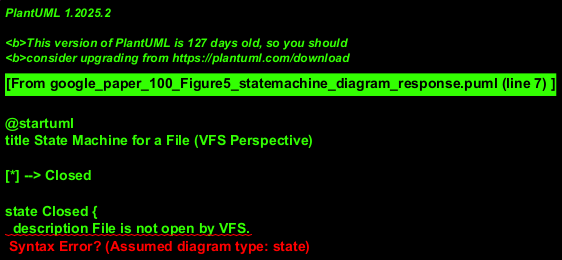 PlantUML 1.2025.2
<b>This version of PlantUML is 127 days old, so you should
<b>consider upgrading from https://plantuml.com/download
[From google_paper_100_Figure5_statemachine_diagram_response.puml (line 7) ]
@startuml
title State Machine for a File (VFS Perspective)
[*] --> Closed
state Closed {
description File is not open by VFS.
Syntax Error? (Assumed diagram type: state)